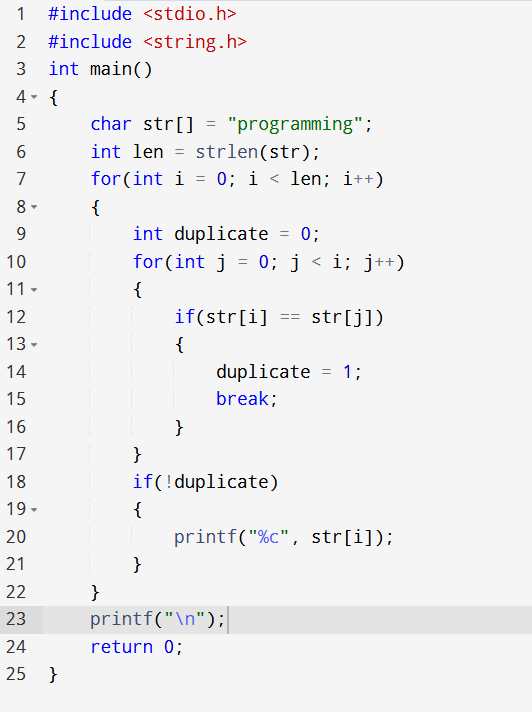 1 #include <stdio.h>
2 #include <string.h>
3 int main()
4 {
5     char str[] = "programming";
6     int len = strlen(str);
7     for(int i = 0; i < len; i++)
8     {
9         int duplicate = 0;
10         for(int j = 0; j < i; j++)
11         {
12             if(str[i] == str[j])
13             {
14                 duplicate = 1;
15                 break;
16             }
17         }
18         if(!duplicate)
19         {
20             printf("%c", str[i]);
21         }
22     }
23     printf("\n");
24     return 0;
25 }